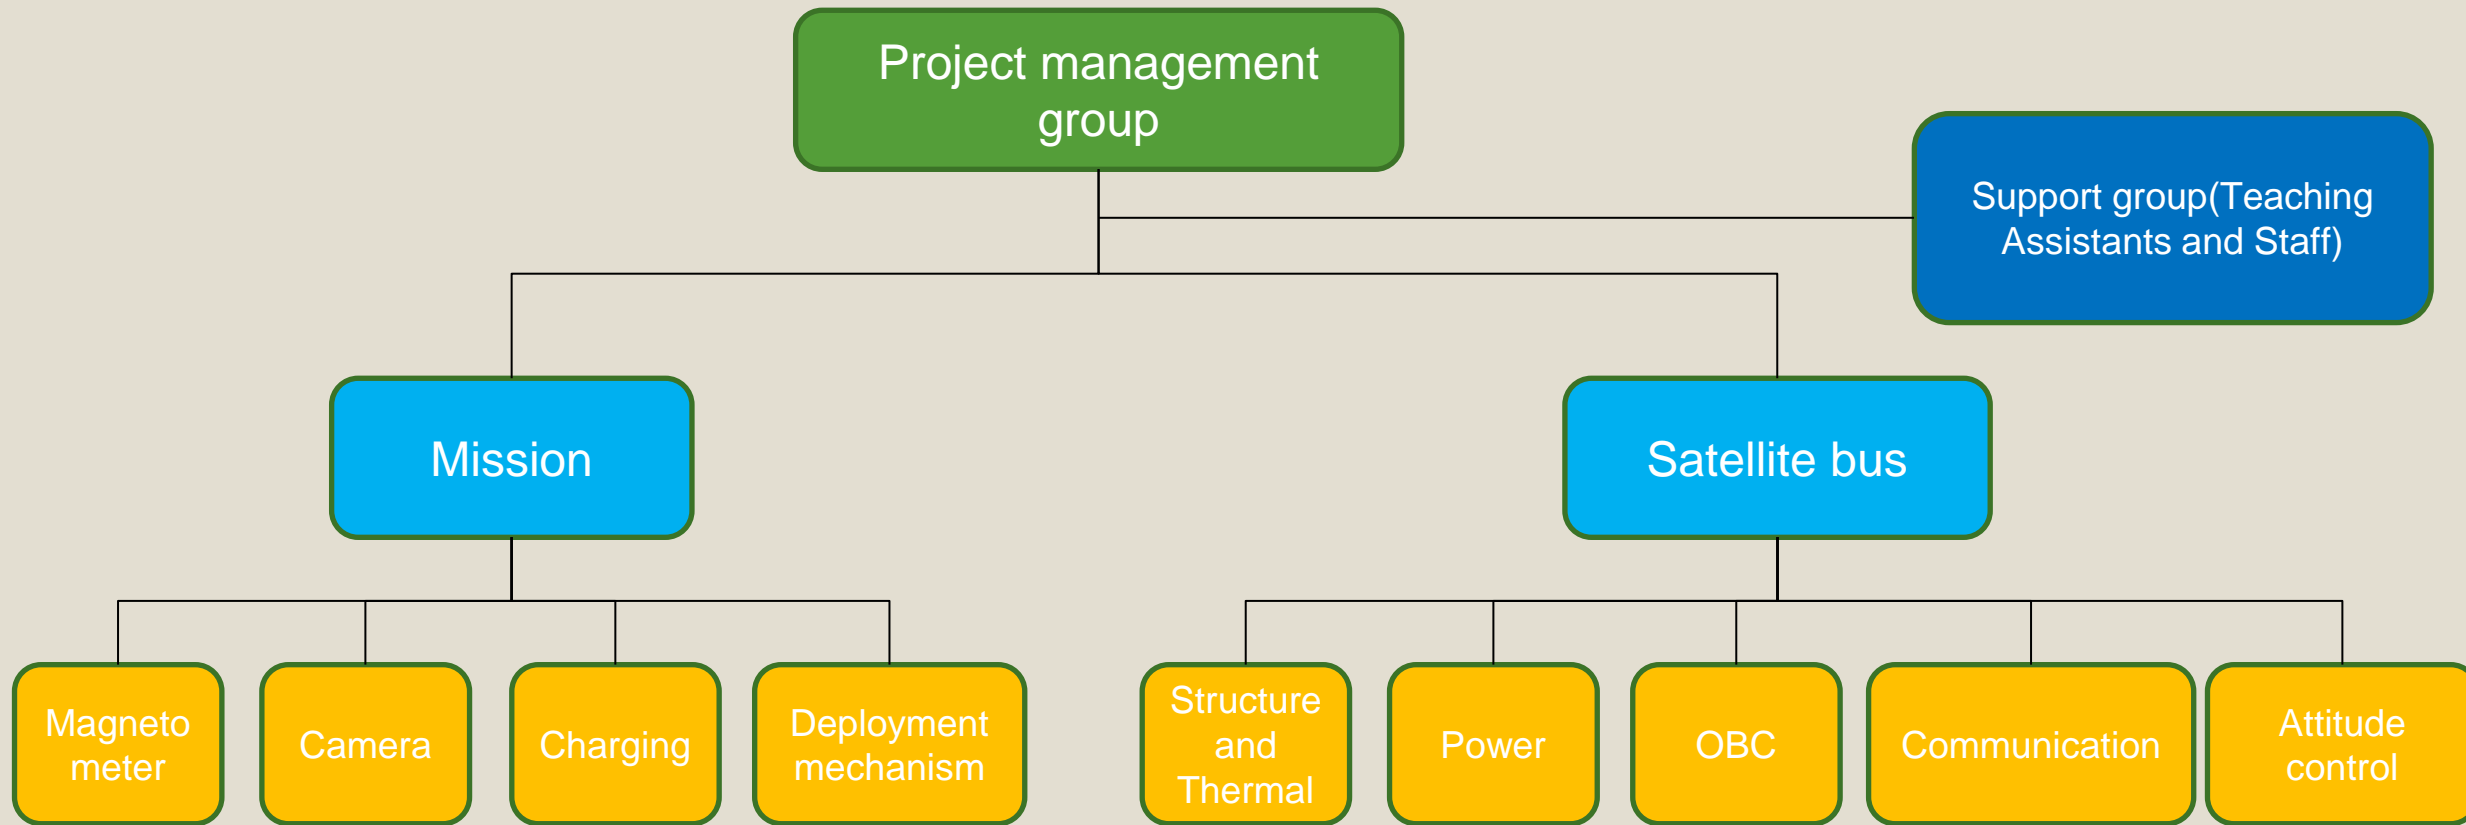 Project management
group
Support group(Teaching
Assistants and Staff)
Mission
Satellite bus
Magneto
meter
Camera
Charging
Deployment
mechanism
Structure
and
Thermal
Power
OBC
Communication
Attitude
control